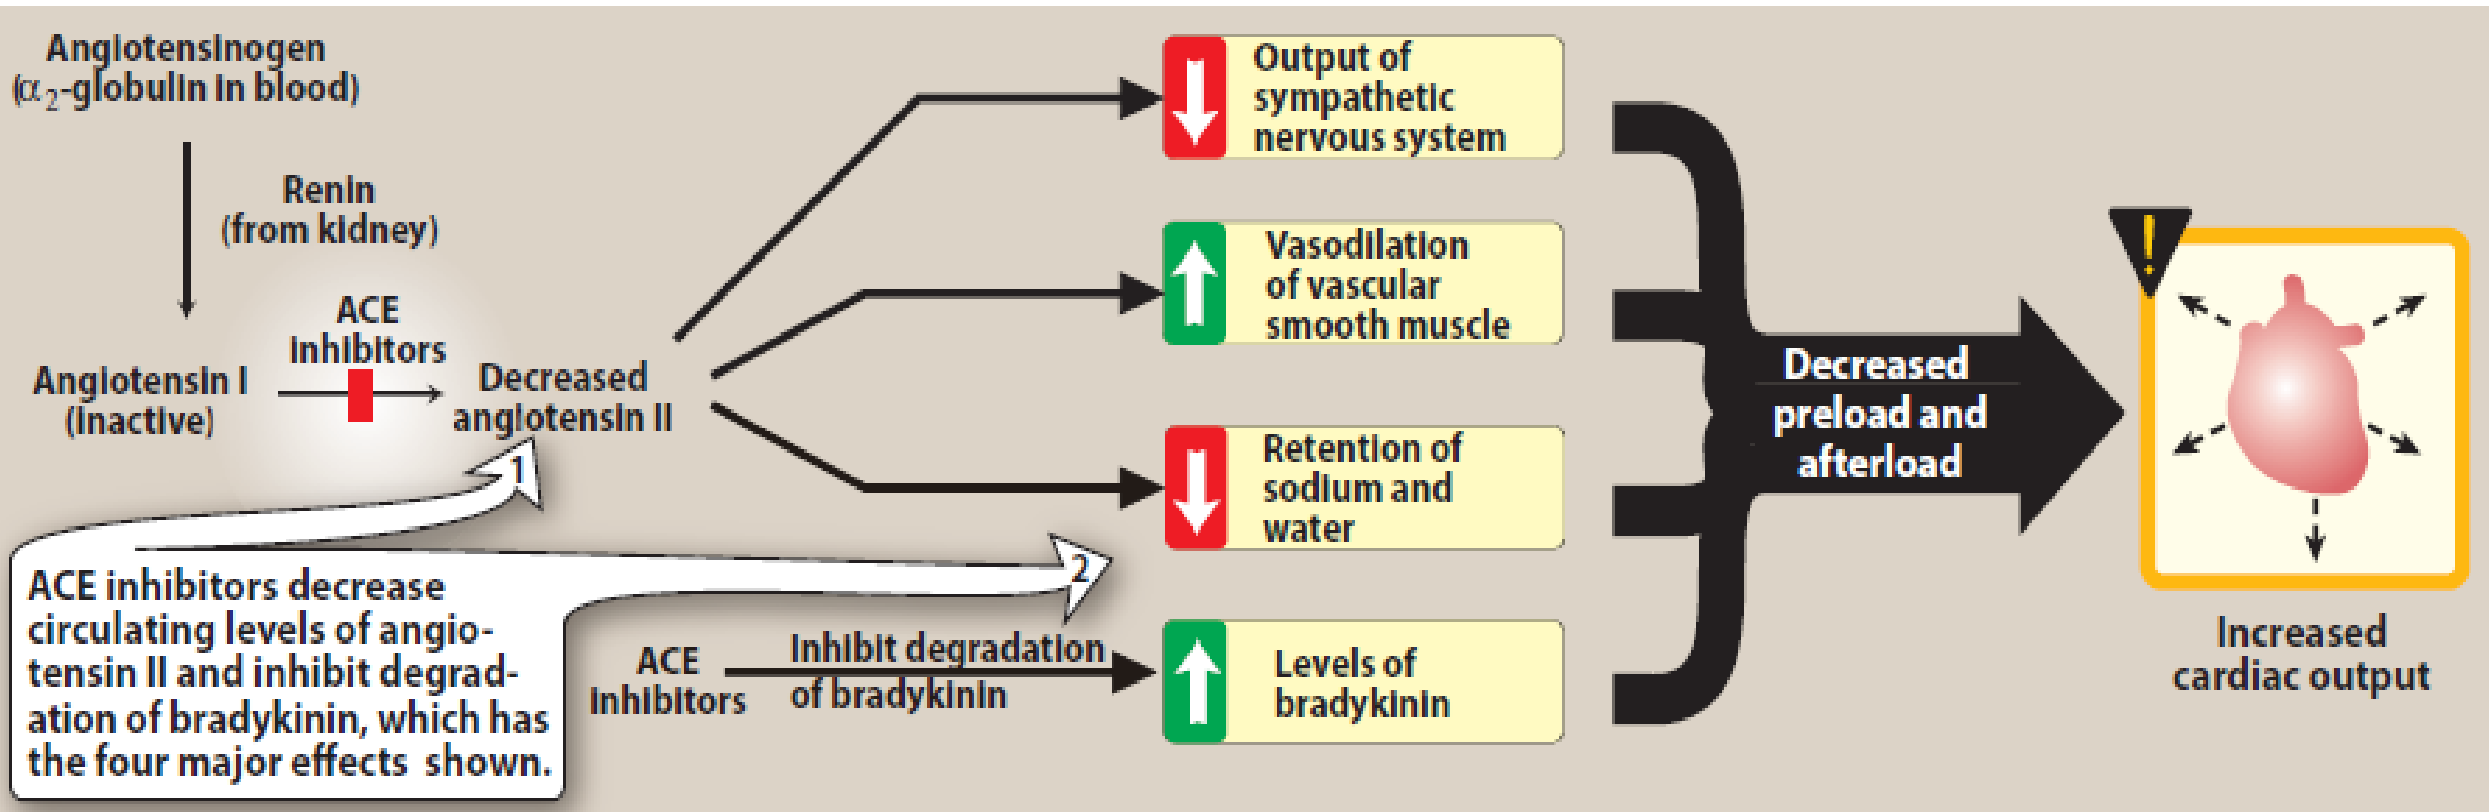 Angiotensinogen
(α2-globulin in blood)
Renin
(from kidney)
ACE
inhibitors
Angiotensin I
(inactive)
Decreased
angiotensin II
1
2
ACE inhibitors decrease
circulating levels of angio-
tensin II and inhibit degrad-
ation of bradykinin, which has
the four major effects shown.
ACE
inhibitors
Inhibit degradation
of bradykinin
Output of
sympathetic
nervous system
Vasodilation
of vascular
smooth muscle
Retention of
sodium and
water
Levels of
bradykinin
Decreased
preload and
afterload
!
Increased
cardiac output